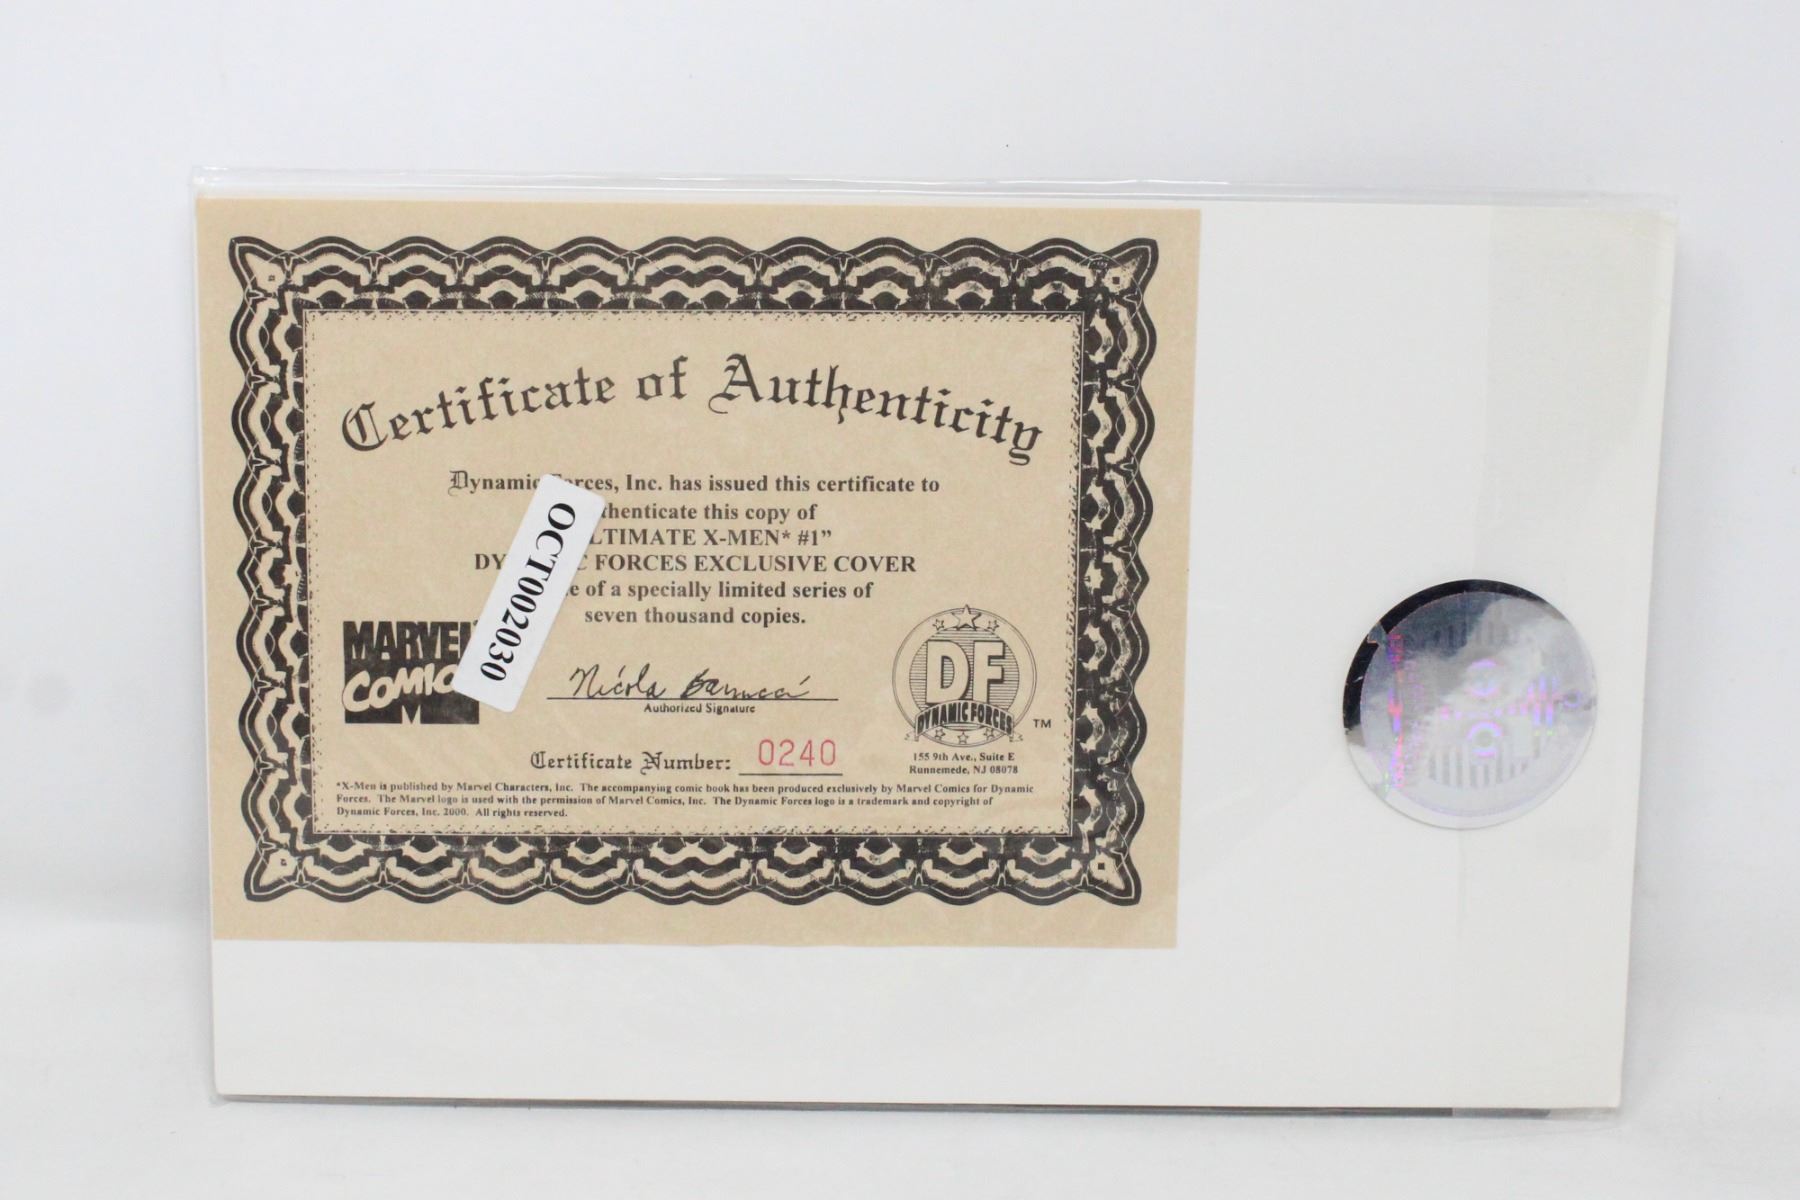 Certificate of Authenticity
Dynamic rces, Inc. has issued this certificate to
henticate this copy of
LTIMATE X-MEN* #1”
DY C FORCES EXCLUSIVE COVER
e of a specially limited series of
seven thousand copies.
OCT002030
MARVEL
COMIC
Nicola Barrucci
Authorized Signature
DF
DYNAMIC FORCES
TM
155 9th Ave., Suite E
Runnemede, NJ 08078
Certificate Number: 0240
*X-Men is published by Marvel Characters, Inc. The accompanying comic book has been produced exclusively by Marvel Comics for Dynamic
Forces. The Marvel logo is used with the permission of Marvel Comics, Inc. The Dynamic Forces logo is a trademark and copyright of
Dynamic Forces, Inc. 2000. All rights reserved.